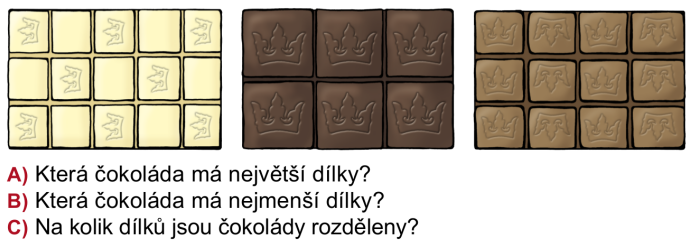 A) Která čokoláda má největší dílky?
B) Která čokoláda má nejmenší dílky?
C) Na kolik dílků jsou čokolády rozděleny?